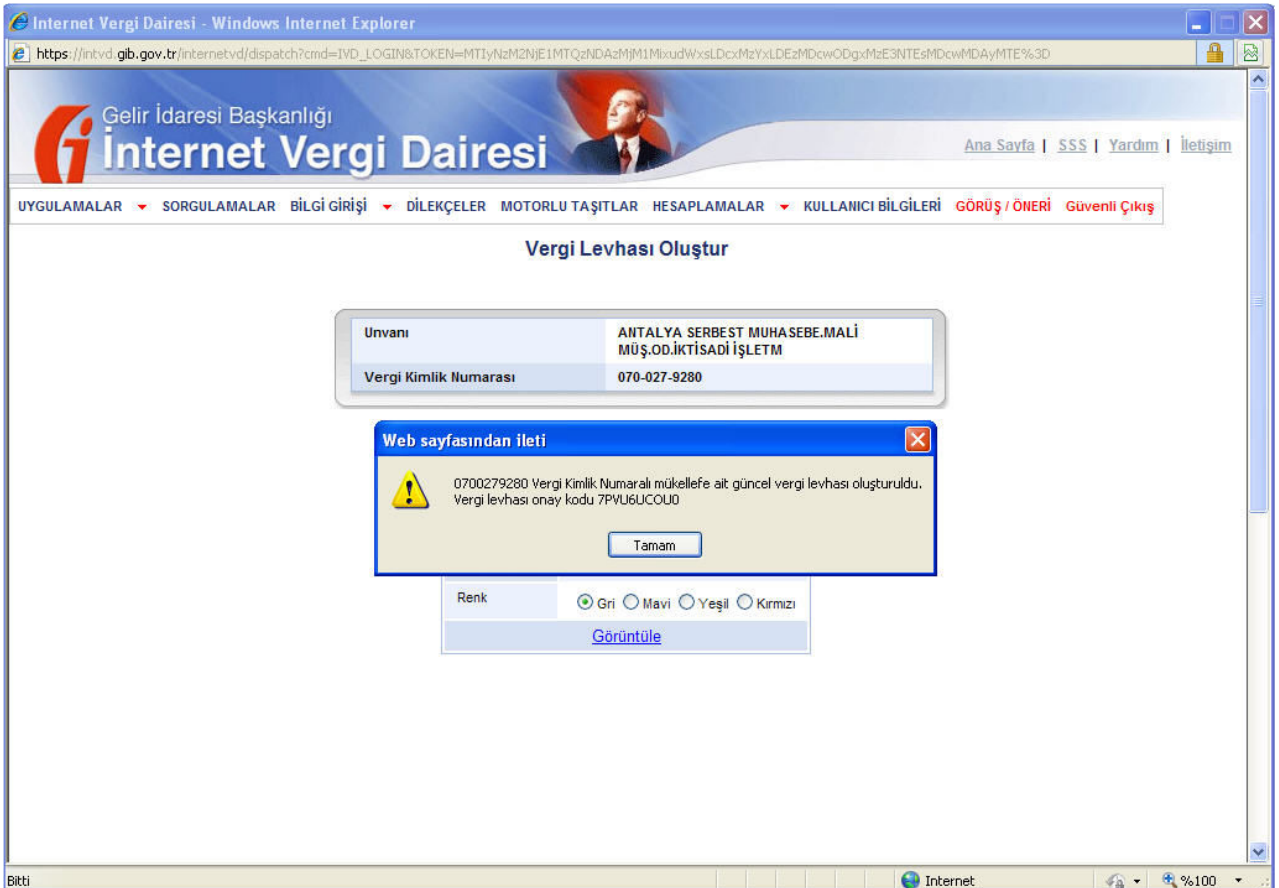 Internet Vergi Dairesi - Windows Internet Explorer
https://intvd.gib.gov.tr/internetvd/dispatch?cmd=IVD_LOGIN&TOKEN=MTIyNzM2NjE1MTQzNDAzMjM1MixudWxsLDcxMzYxLDEzMDcwODgxMzE3NTEsMDcwMDAyMTE%3D
Gelir İdaresi Başkanlığı
İnternet Vergi Dairesi
Ana Sayfa | SSS | Yardım | İletişim
UYGULAMALAR SORGULAMALAR BİLGİ GİRİŞİ DİLEKÇELER MOTORLU TAŞITLAR HESAPLAMALAR KULLANICI BİLGİLERİ GÖRÜŞ / ÖNERİ Güvenli Çıkış
Vergi Levhası Oluştur
Unvanı ANTALYA SERBEST MUHASEBE.MALİ
MÜŞ.OD.İKTİSADİ İŞLETM
Vergi Kimlik Numarası 070-027-9280
Web sayfasından ileti
0700279280 Vergi Kimlik Numaralı mükellefe ait güncel vergi levhası oluşturuldu.
Vergi levhası onay kodu 7PVU6UCOU0
Tamam
Renk Gri Mavi Yeşil Kırmızı
Görüntüle
Bitti Internet %100